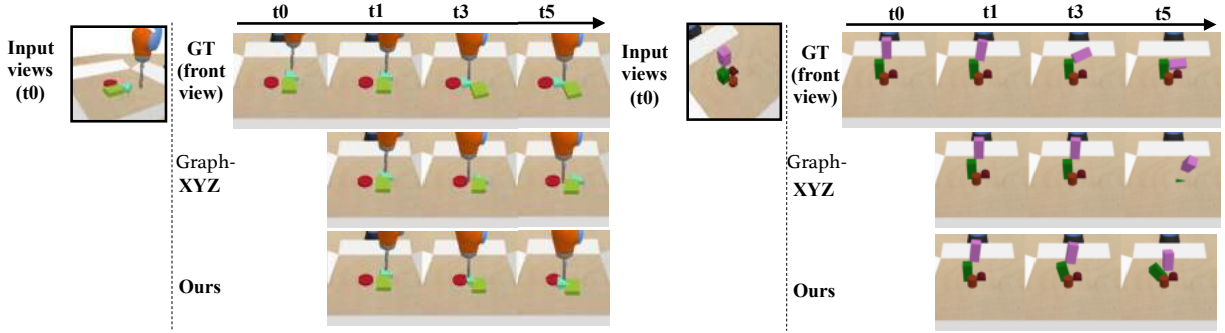 t0 t1 t3 t5
Input views (t0)
GT (front view)
Graph-XYZ
Ours
t0 t1 t3 t5
Input views (t0)
GT (front view)
Graph-XYZ
Ours